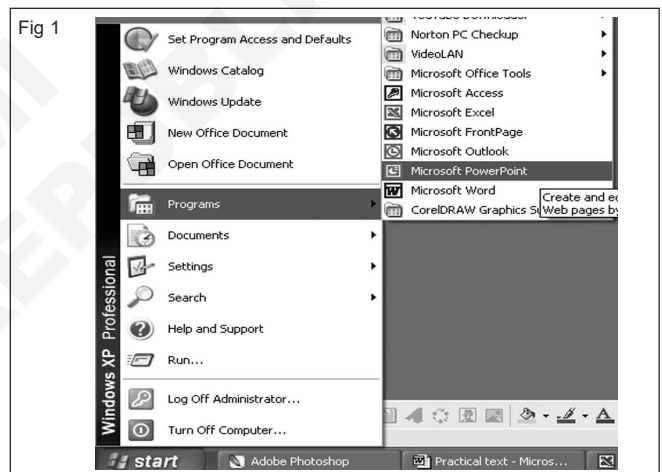 Fig 1
Set Program Access and Defaults
Windows Catalog
Windows Update
New Office Document
Open Office Document
Programs
Documents
Settings
Search
Help and Support
Run...
Log Off Administrator...
Turn Off Computer...
Windows XP Professional
YouTube Downloader
Norton PC Checkup
VideoLAN
Microsoft Office Tools
Microsoft Access
Microsoft Excel
Microsoft FrontPage
Microsoft Outlook
Microsoft PowerPoint
Microsoft Word
CorelDRAW Graphics
Create and
Web pages by
start
Adobe Photoshop
Practical text - Micros...